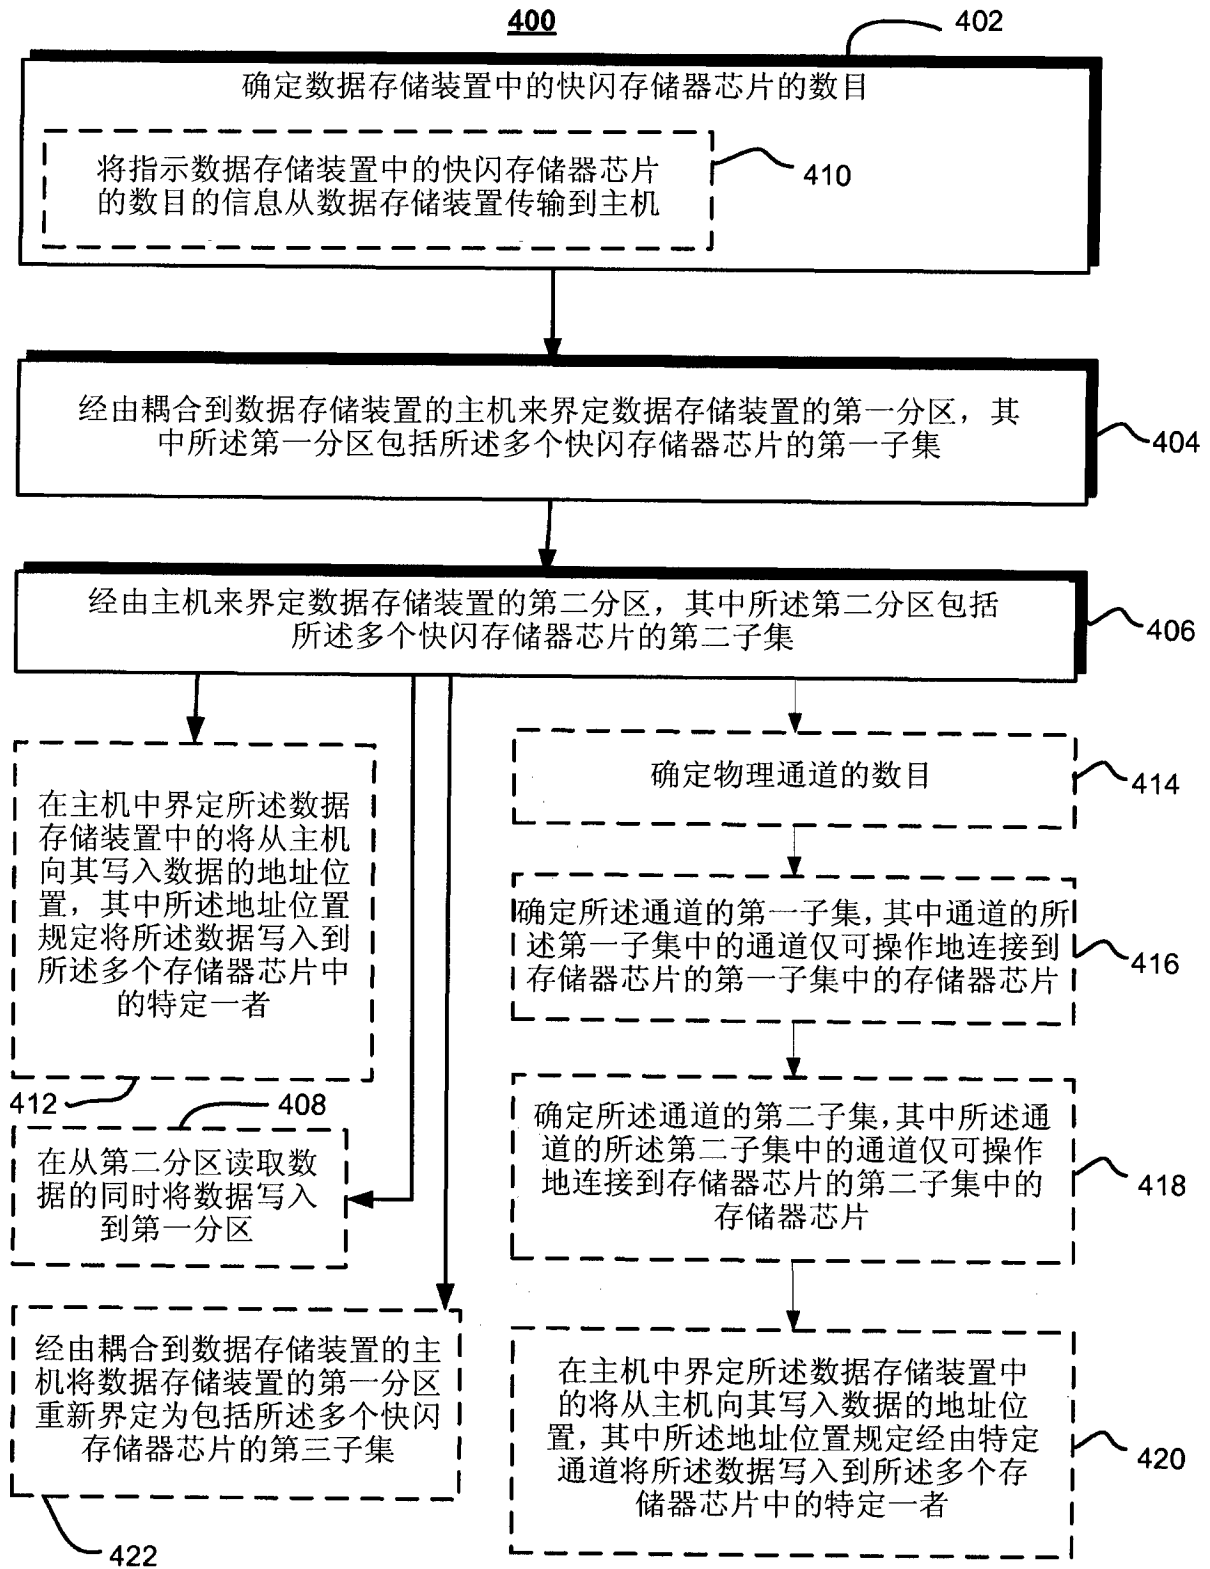 400
402
确定数据存储装置中的快闪存储器芯片的数目
将指示数据存储装置中的快闪存储器芯片
的数目的信息从数据存储装置传输到主机
410
经由耦合到数据存储装置的主机来界定数据存储装置的第一分区，其
中所述第一分区包括所述多个快闪存储器芯片的第一子集
404
经由主机来界定数据存储装置的第二分区，其中所述第二分区包括
所述多个快闪存储器芯片的第二子集
406
在主机中界定所述数据
存储装置中的将从主机
向其写入数据的地址位
置，其中所述地址位置
规定将所述数据写入到
所述多个存储器芯片中
的特定一者
412
408
在从第二分区读取数
据的同时将数据写入
到第一分区
经由耦合到数据存储装置的主
机将数据存储装置的第一分区
重新界定为包括所述多个快闪
存储器芯片的第三子集
422
确定物理通道的数目
414
确定所述通道的第一子集，其中通道的所
述第一子集中的通道仅可操作地连接到
存储器芯片的第一子集中的存储器芯片
416
确定所述通道的第二子集，其中所述通
道的所述第二子集中的通道仅可操作
地连接到存储器芯片的第二子集中的
存储器芯片
418
在主机中界定所述数据存储装置中
的将从主机向其写入数据的地址位
置，其中所述地址位置规定经由特定
通道将所述数据写入到所述多个存
储器芯片中的特定一者
420